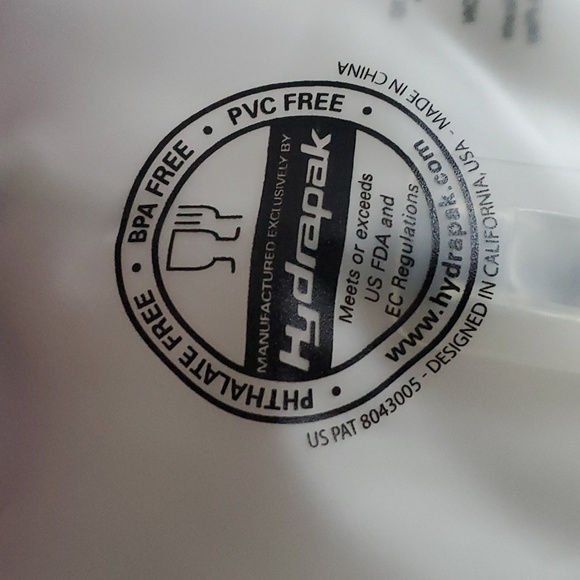 PHTHALATE FREE • BPA FREE • PVC FREE •
www.hydrapak.com
MANUFACTURED EXCLUSIVELY BY
Hydrapak
Meets or exceeds
US FDA and
EC Regulations
US PAT 8043005 - DESIGNED IN CALIFORNIA, USA - MADE IN CHINA